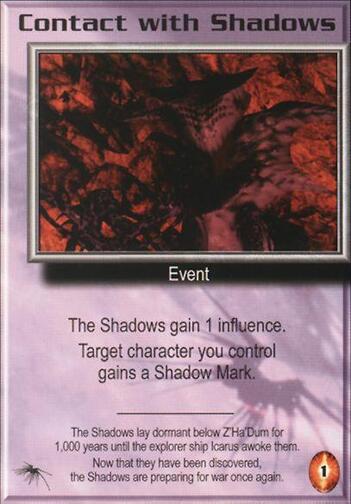 Contact with Shadows
Event
The Shadows gain 1 influence.
Target character you control
gains a Shadow Mark.
The Shadows lay dormant below Z'Ha'Dum for
1,000 years until the explorer ship Icarus awoke them.
Now that they have been discovered,
the Shadows are preparing for war once again.
1